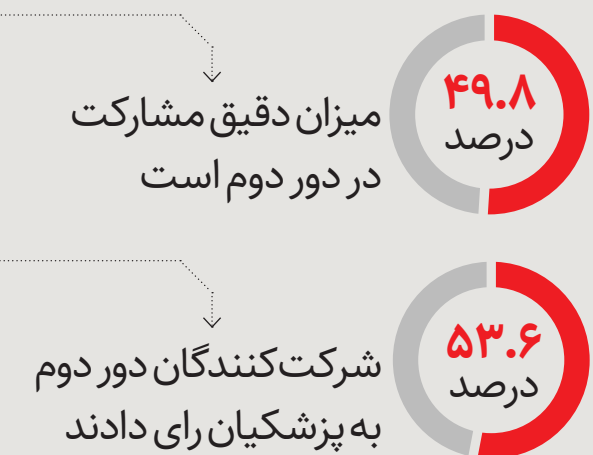 ۴۹.۸
درصد
میزان دقیق مشارکت
در دور دوم است
۵۳.۶
درصد
شرکت‌کنندگان دور دوم
به پزشکیان رای دادند